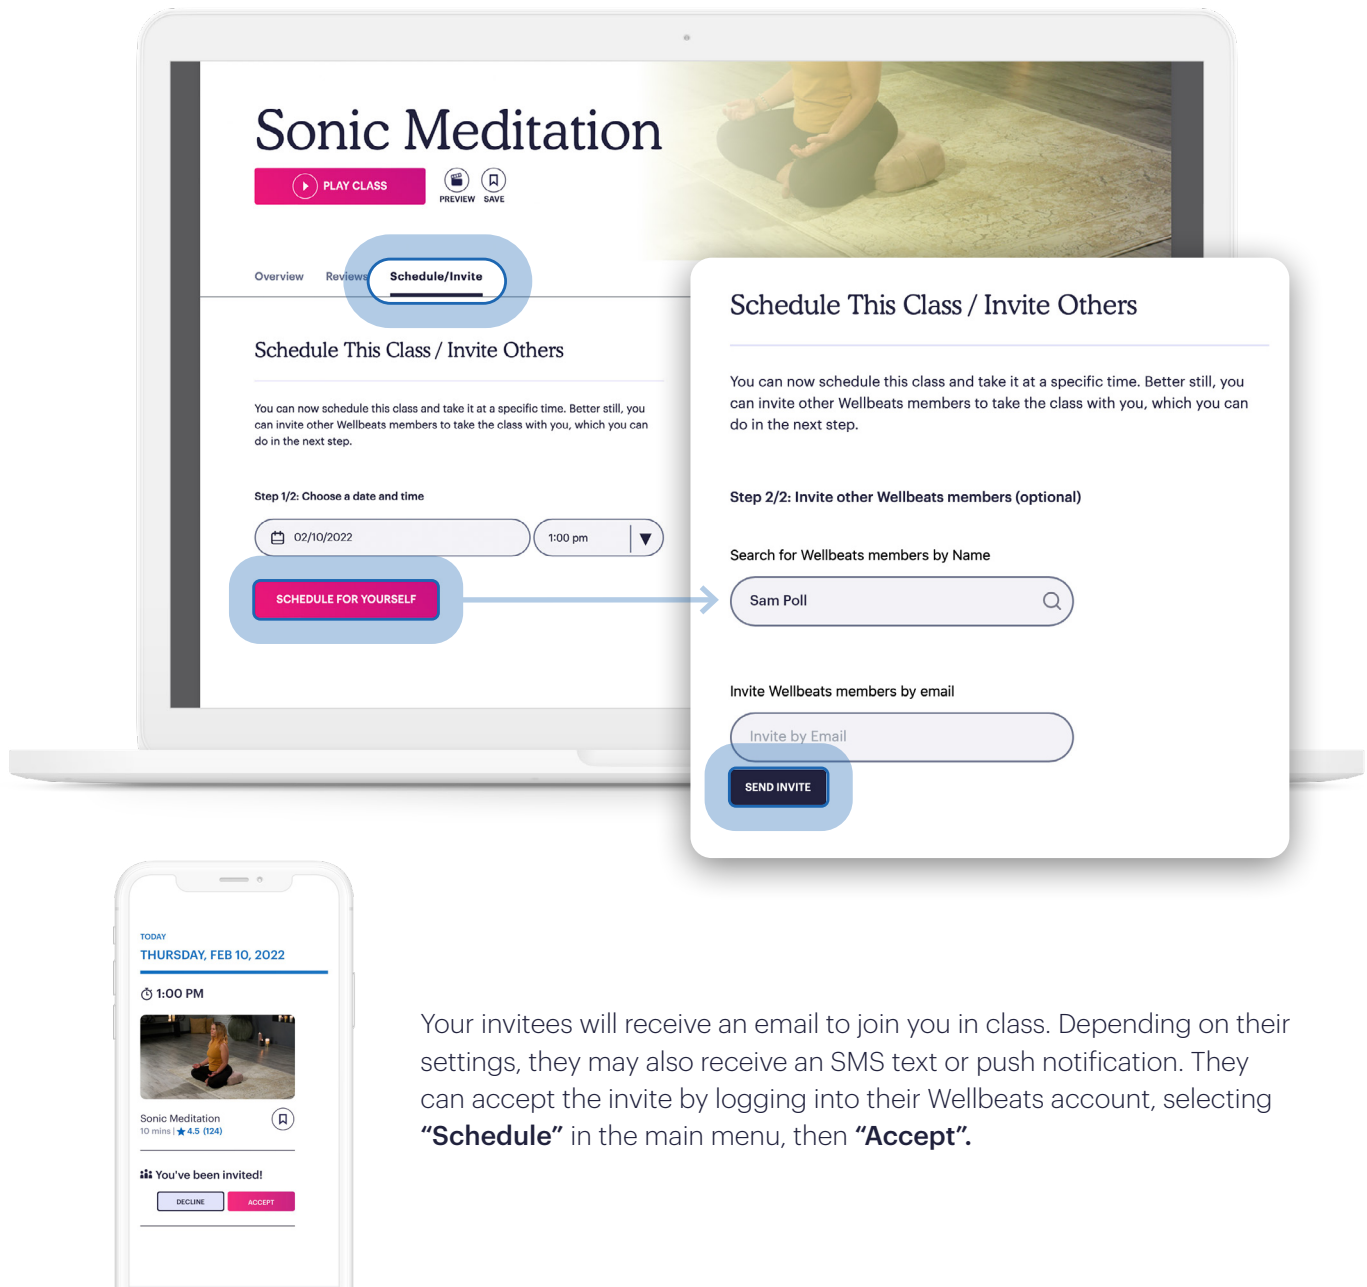 Sonic Meditation
PLAY CLASS
PREVIEW
SAVE
Overview
Reviews
Schedule/Invite
Schedule This Class / Invite Others
You can now schedule this class and take it at a specific time. Better still, you
can invite other Wellbeats members to take the class with you, which you can
do in the next step.
Step 1/2: Choose a date and time
02/10/2022
1:00 pm
SCHEDULE FOR YOURSELF
Schedule This Class / Invite Others
You can now schedule this class and take it at a specific time. Better still, you
can invite other Wellbeats members to take the class with you, which you can
do in the next step.
Step 2/2: Invite other Wellbeats members (optional)
Search for Wellbeats members by Name
Sam Poll
Invite Wellbeats members by email
Invite by Email
SEND INVITE
TODAY
THURSDAY, FEB 10, 2022
1:00 PM
Sonic Meditation
10 mins | ★ 4.5 (124)
You've been invited!
DECLINE
ACCEPT
Your invitees will receive an email to join you in class. Depending on their
settings, they may also receive an SMS text or push notification. They
can accept the invite by logging into their Wellbeats account, selecting
“Schedule” in the main menu, then “Accept”.